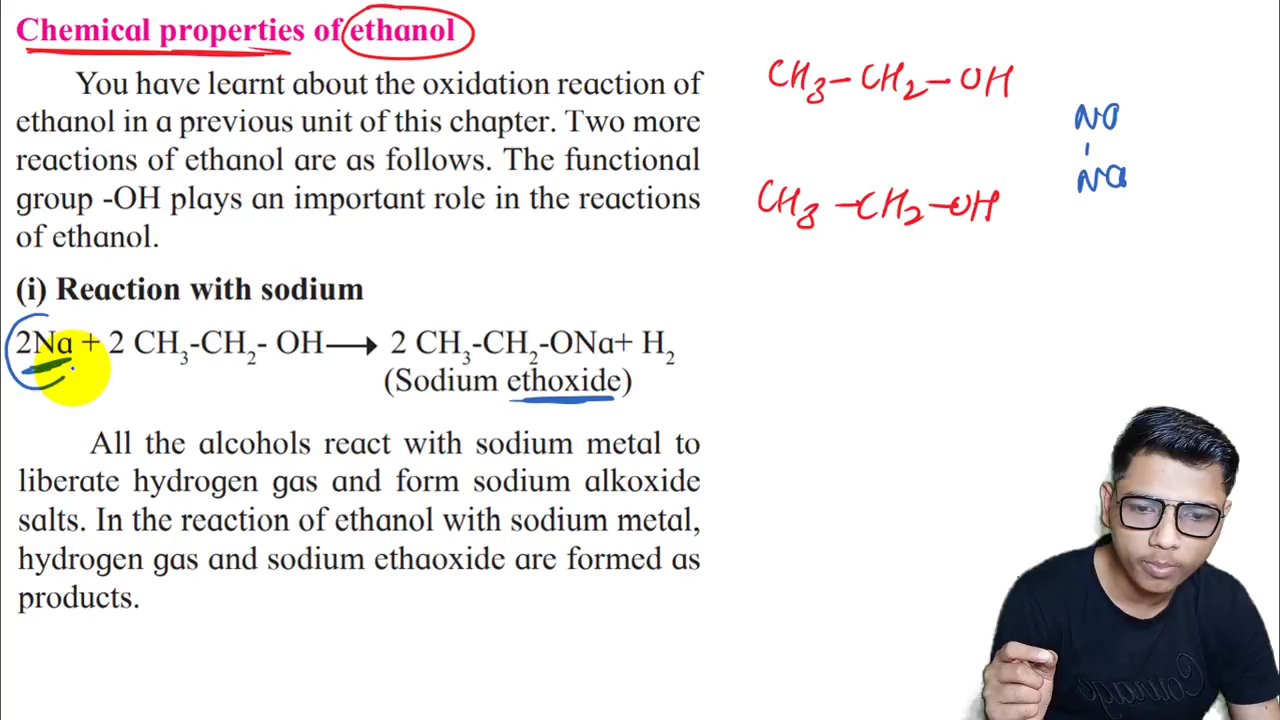 Chemical properties of ethanol
You have learnt about the oxidation reaction of
ethanol in a previous unit of this chapter. Two more
reactions of ethanol are as follows. The functional
group -OH plays an important role in the reactions
of ethanol.
(i) Reaction with sodium
2Na + 2 CH₃-CH₂- OH⟶ 2 CH₃-CH₂-ONa+ H₂
(Sodium ethoxide)
All the alcohols react with sodium metal to
liberate hydrogen gas and form sodium alkoxide
salts. In the reaction of ethanol with sodium metal,
hydrogen gas and sodium ethaoxide are formed as
products.
CH₃-CH₂-OH
Na
Na
CH₃-CH₂-OH
Courage